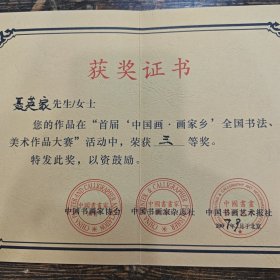 获奖证书
先生/女士
您的作品在“首届‘中国画·画家乡’全国书法、
美术作品大赛”活动中,荣获 三 等奖。
特发此奖,以资鼓励。
中国书画家协会 中国书画家杂志社 中国书画艺术报社
于北京